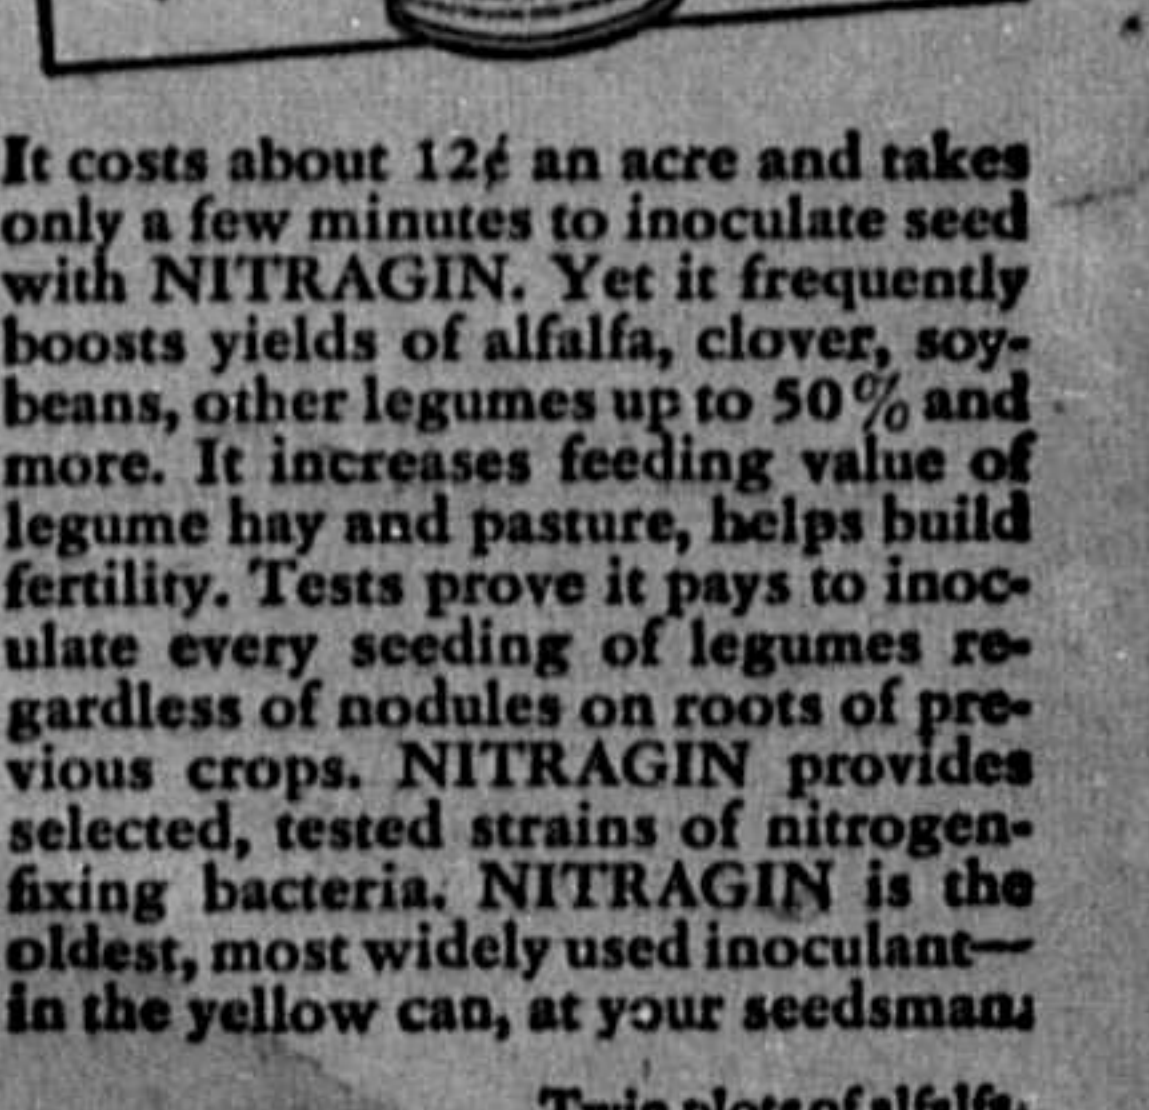 It costs about 12¢ an acre and takes
only a few minutes to inoculate seed
with NITRAGIN. Yet it frequently
boosts yields of alfalfa, clover, soy-
beans, other legumes up to 50% and
more. It increases feeding value of
legume hay and pasture, helps build
fertility. Tests prove it pays to inoc-
ulate every seeding of legumes re-
gardless of nodules on roots of pre-
vious crops. NITRAGIN provides
selected, tested strains of nitrogen-
fixing bacteria. NITRAGIN is the
oldest, most widely used inoculant—
in the yellow can, at your seedsman.
Twin plots of alfalfa.